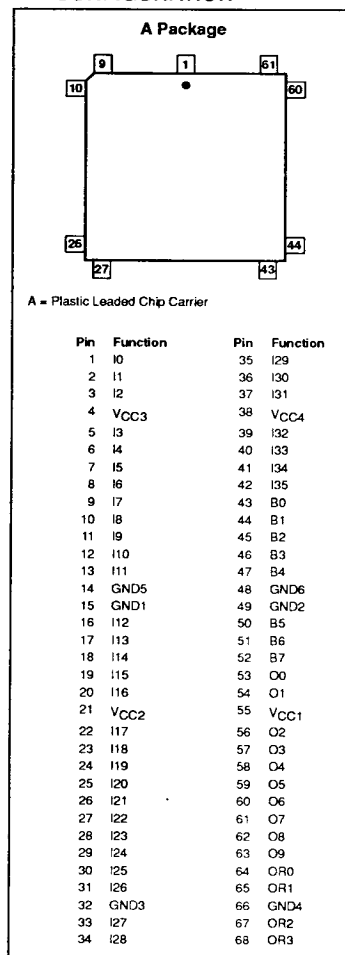 A Package
9 1 61
10 60
26 44
27 43
A = Plastic Leaded Chip Carrier
Pin Function Pin Function
1 I0 35 I29
2 I1 36 I30
3 I2 37 I31
4 VCC3 38 VCC4
5 I3 39 I32
6 I4 40 I33
7 I5 41 I34
8 I6 42 I35
9 I7 43 B0
10 I8 44 B1
11 I9 45 B2
12 I10 46 B3
13 I11 47 B4
14 GND5 48 GND6
15 GND1 49 GND2
16 I12 50 B5
17 I13 51 B6
18 I14 52 B7
19 I15 53 O0
20 I16 54 O1
21 VCC2 55 VCC1
22 I17 56 O2
23 I18 57 O3
24 I19 58 O4
25 I20 59 O5
26 I21 60 O6
27 I22 61 O7
28 I23 62 O8
29 I24 63 O9
30 I25 64 OR0
31 I26 65 OR1
32 GND3 66 GND4
33 I27 67 OR2
34 I28 68 OR3